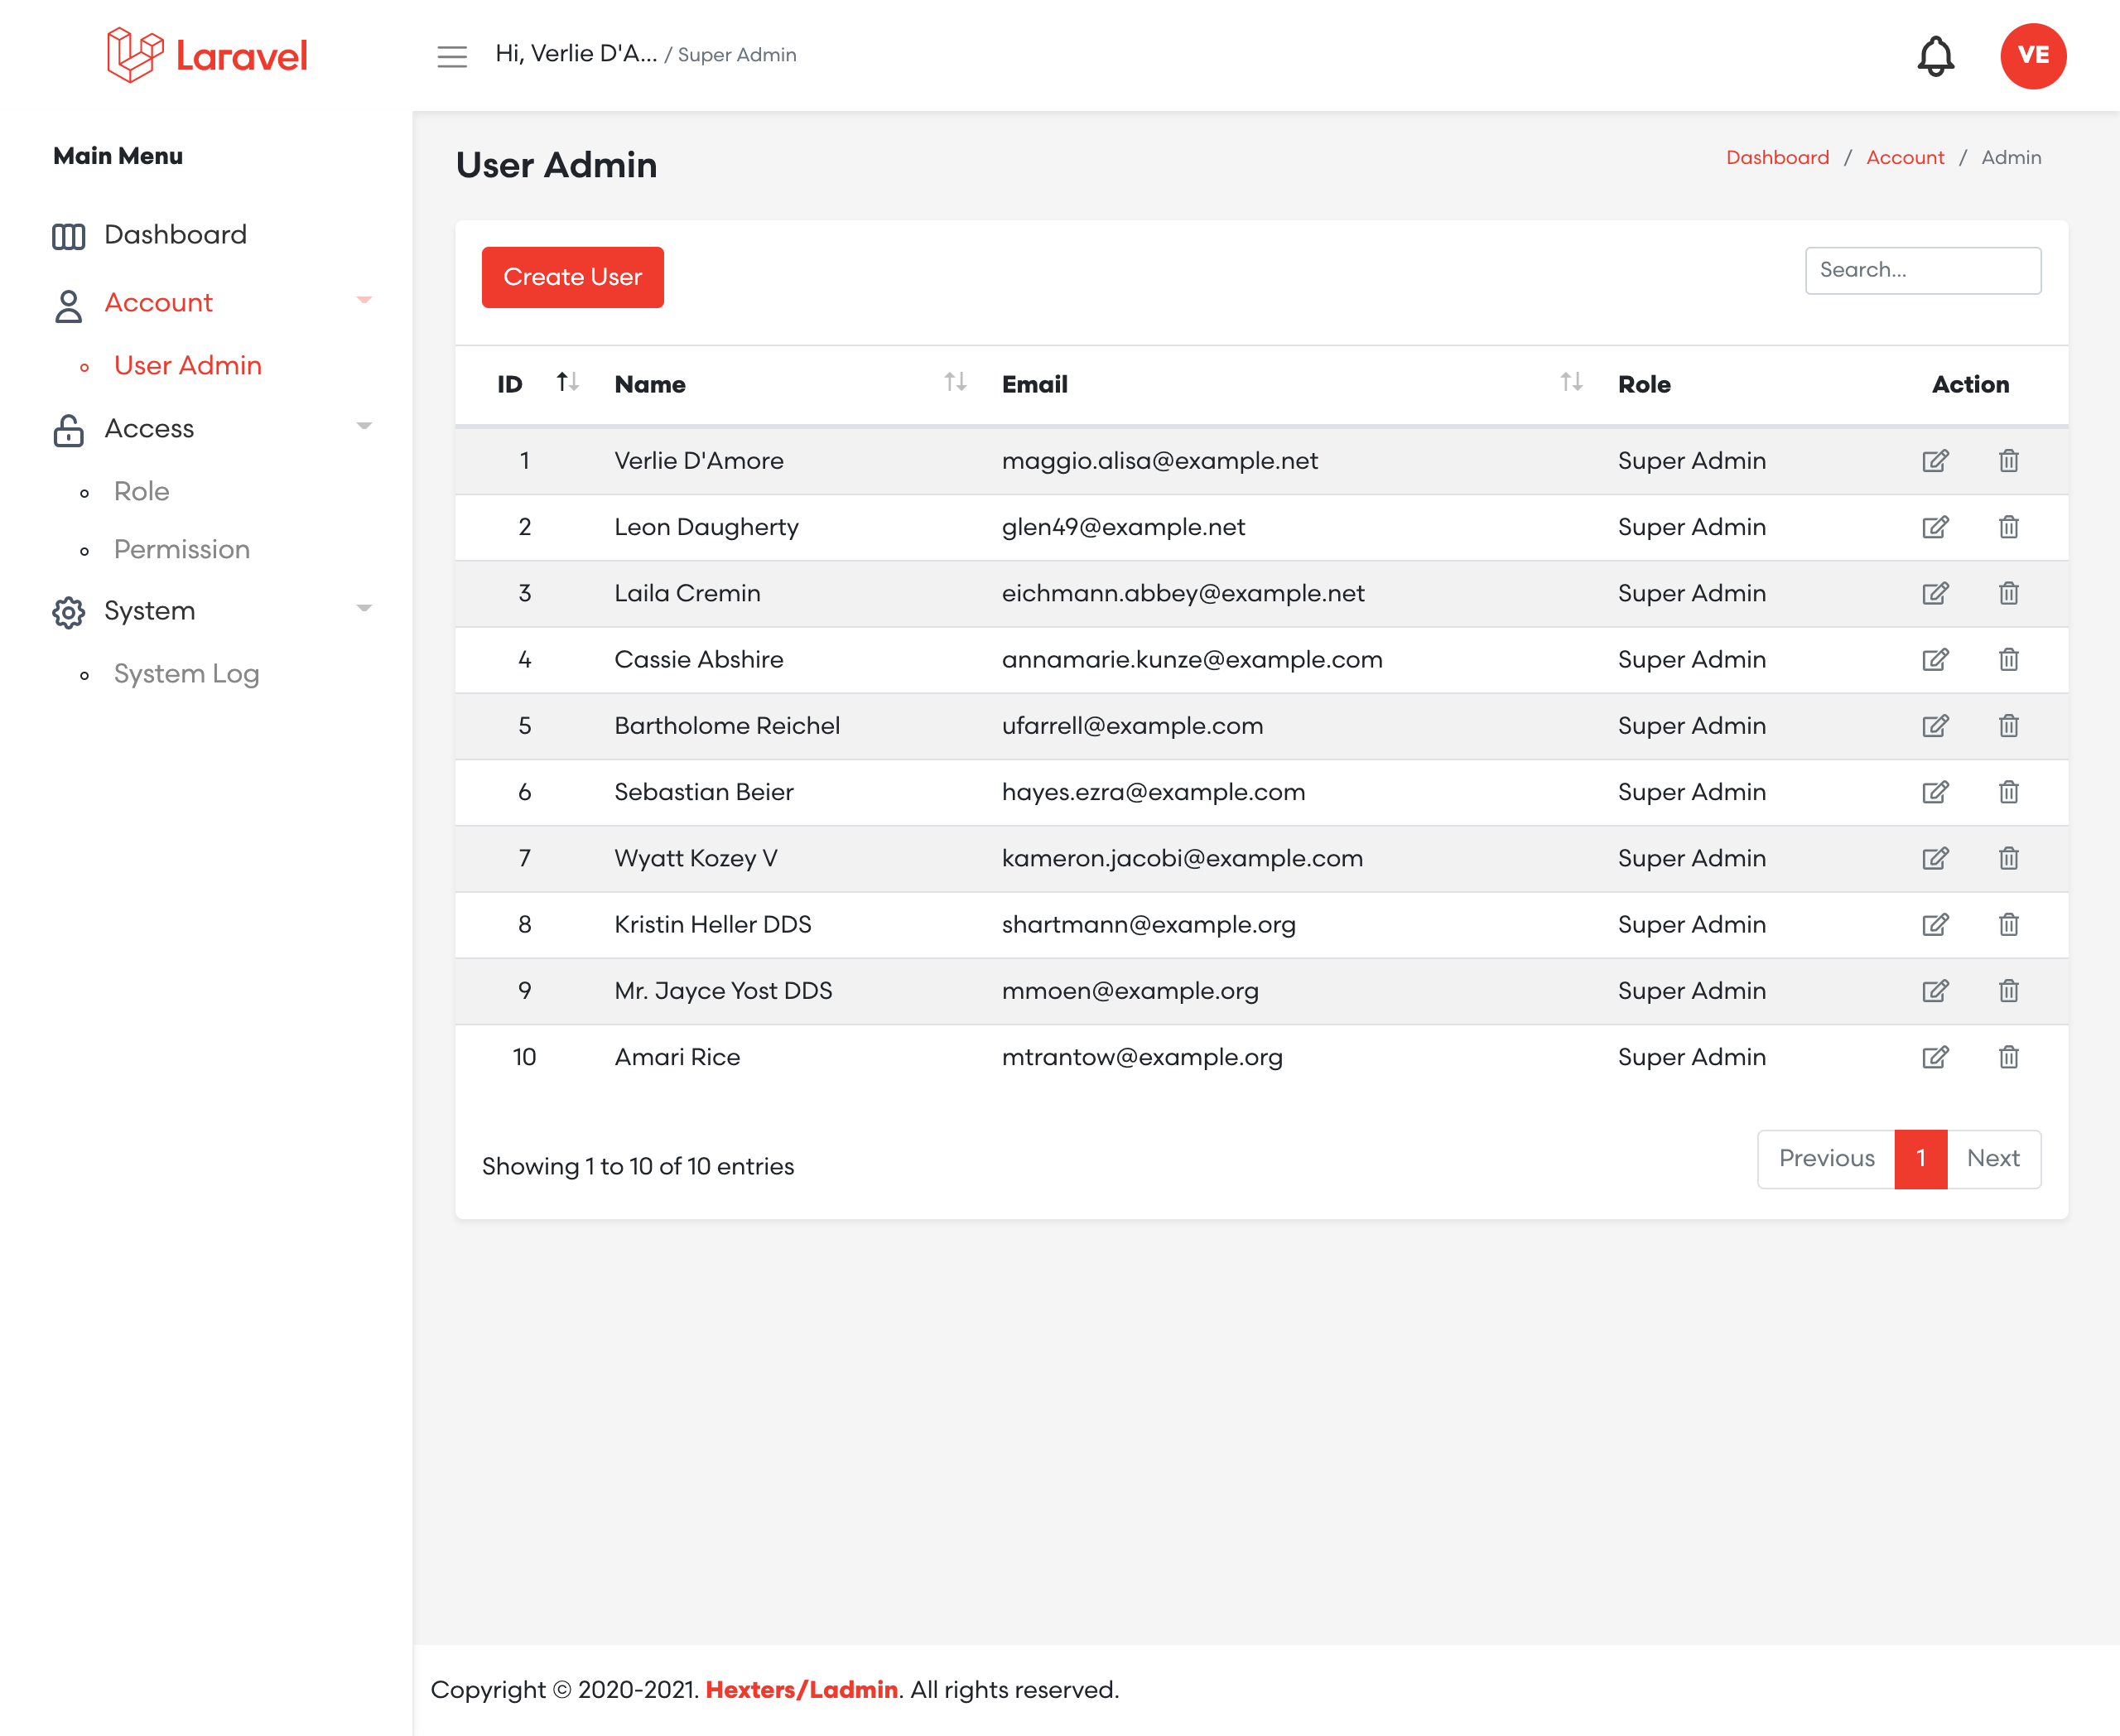 Laravel
Hi, Verlie D'A... / Super Admin
VE
Main Menu
Dashboard
Account
User Admin
Access
Role
Permission
System
System Log
User Admin
Dashboard / Account / Admin
Create User
Search...
ID Name Email Role Action
1 Verlie D'Amore maggio.alisa@example.net Super Admin
2 Leon Daugherty glen49@example.net Super Admin
3 Laila Cremin eichmann.abbey@example.net Super Admin
4 Cassie Abshire annamarie.kunze@example.com Super Admin
5 Bartholome Reichel ufarrell@example.com Super Admin
6 Sebastian Beier hayes.ezra@example.com Super Admin
7 Wyatt Kozey V kameron.jacobi@example.com Super Admin
8 Kristin Heller DDS shartmann@example.org Super Admin
9 Mr. Jayce Yost DDS mmoen@example.org Super Admin
10 Amari Rice mtrantow@example.org Super Admin
Showing 1 to 10 of 10 entries
Previous 1 Next
Copyright © 2020-2021. Hexters/Ladmin. All rights reserved.